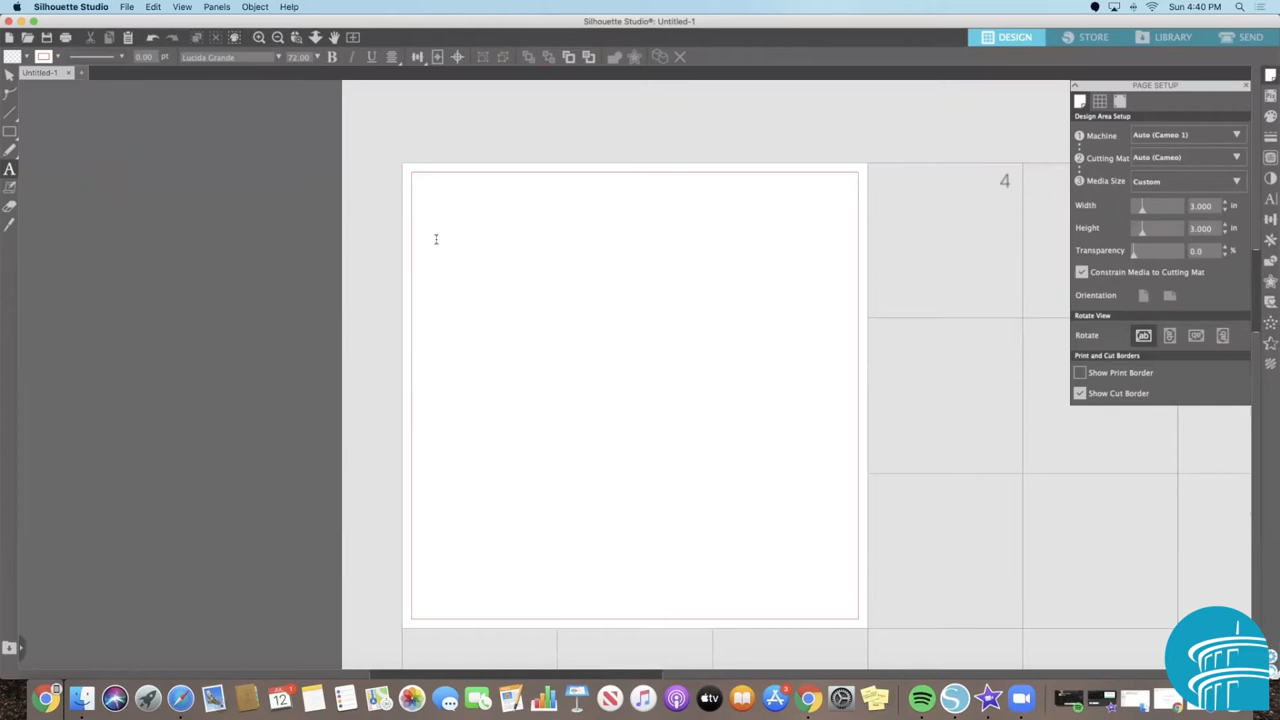 Silhouette Studio File Edit View Panels Object Help Sun 4:40 PM
Silhouette Studio®: Untitled-1
DESIGN STORE LIBRARY SEND
0.00 pt Lucida Grande 72.00 B I U
Untitled-1 × +
PAGE SETUP
Design Area Setup
1 Machine Auto (Cameo 1)
2 Cutting Mat Auto (Cameo)
3 Media Size Custom
Width 3.000 in
Height 3.000 in
Transparency 0.0 %
Constrain Media to Cutting Mat
Orientation
Rotate View
Rotate
Print and Cut Borders
Show Print Border
Show Cut Border
4
A